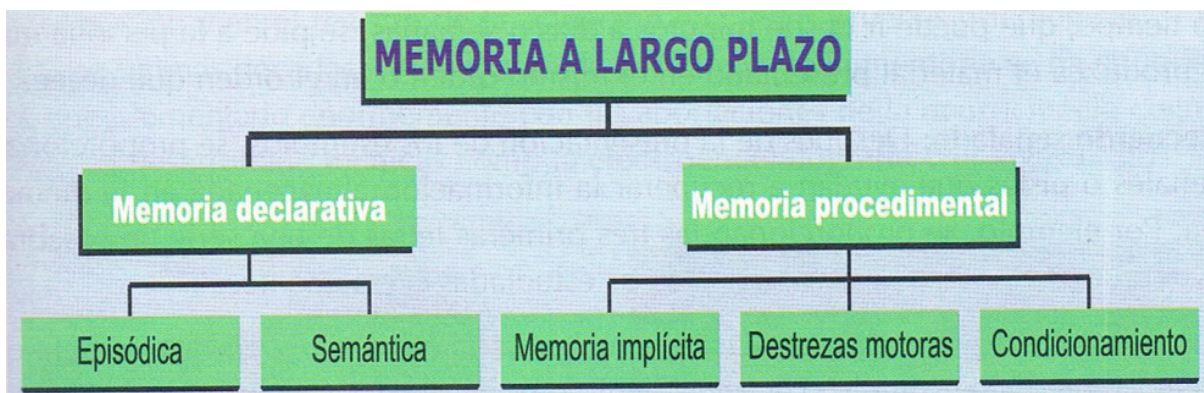 MEMORIA A LARGO PLAZO
Memoria declarativa
Memoria procedimental
Episódica
Semántica
Memoria implícita
Destrezas motoras
Condicionamiento